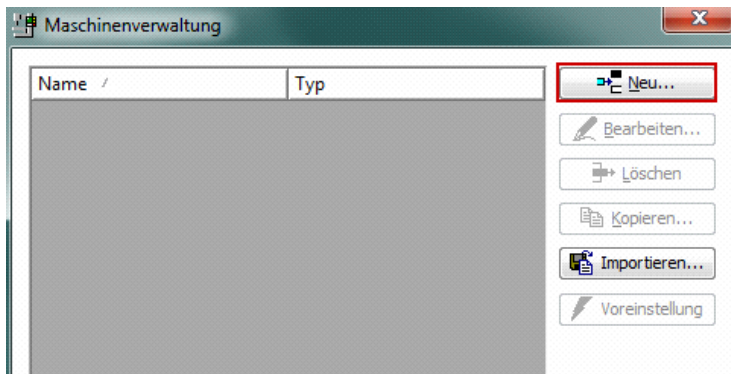 Maschinenverwaltung
Name
Typ
Neu...
Bearbeiten...
Löschen
Kopieren...
Importieren...
Voreinstellung